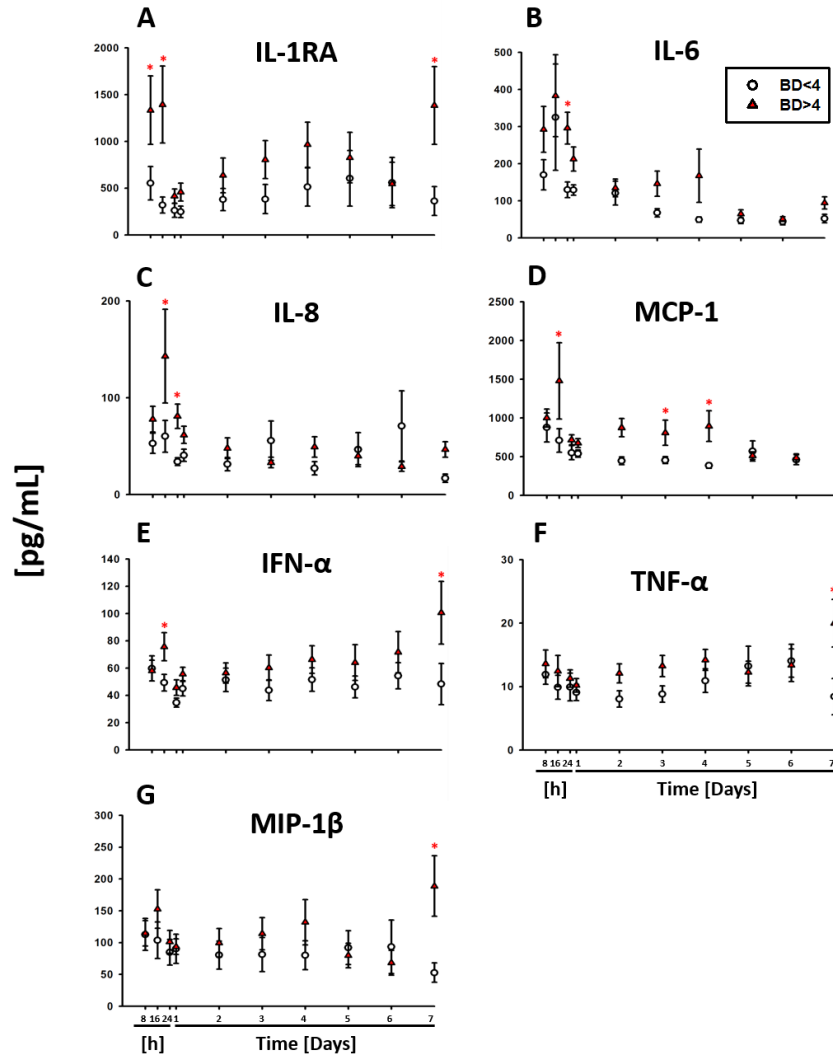 A
IL-1RA
2000
1500
1000
500
0
* * *
B
IL-6
500
400
300
200
100
0
*
BD<4
BD>4
C
IL-8
200
100
0
* *
D
MCP-1
2500
2000
1500
1000
500
0
* * *
[pg/mL]
E
IFN-α
140
120
100
80
60
40
20
0
* *
F
TNF-α
30
20
10
0
*
8 16 24 1 2 3 4 5 6 7
[h] Time [Days]
G
MIP-1β
300
250
200
150
100
50
0
*
8 16 24 1 2 3 4 5 6 7
[h] Time [Days]